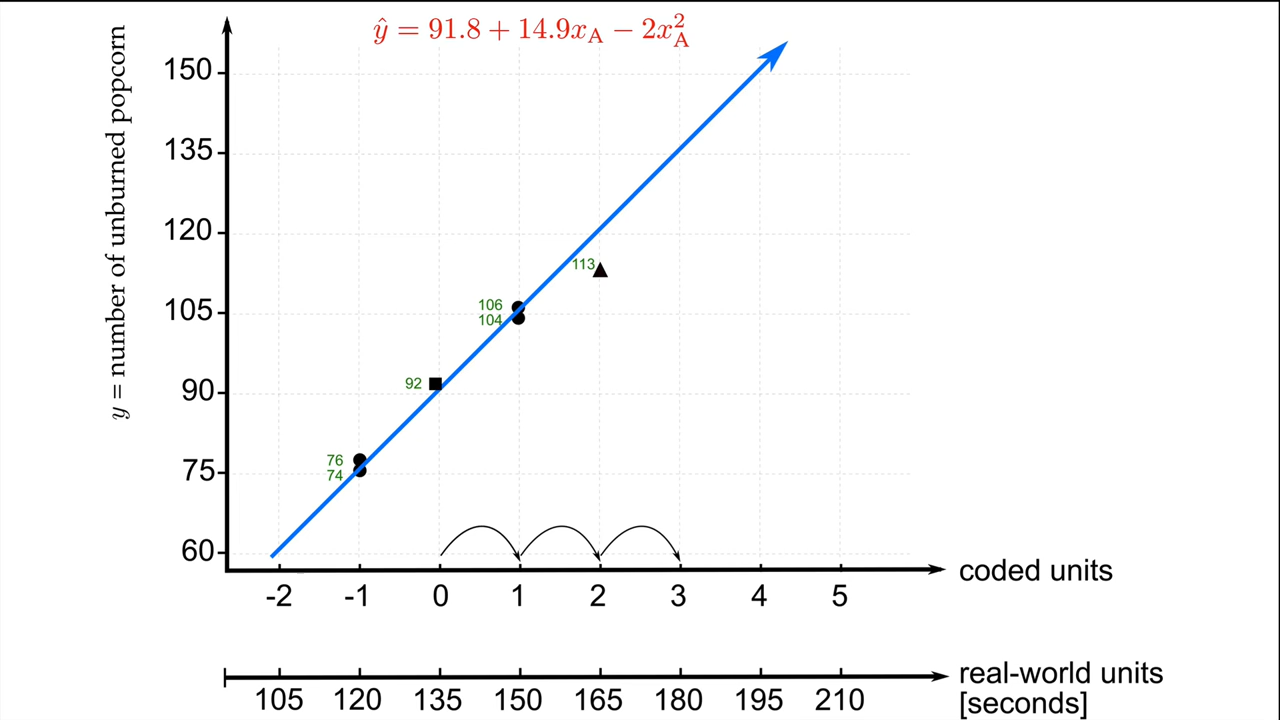 ŷ = 91.8 + 14.9x_A − 2x_A²
y = number of unburned popcorn
150
135
120
105
90
75
60
113
106
104
92
76
74
-2 -1 0 1 2 3 4 5
coded units
105 120 135 150 165 180 195 210
real-world units
[seconds]